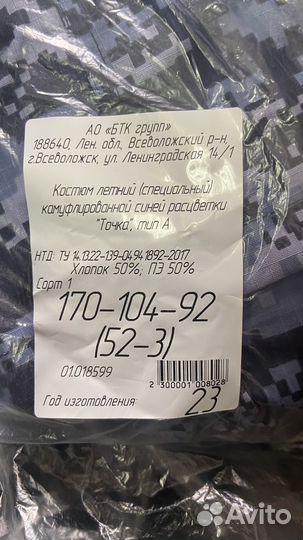 АО «БТК групп»
188640, Лен. обл, Всеволожский р-н,
г.Всеволожск, ул. Ленинградская 14/1
Костюм летний (специальный)
камуфлированной синей расцветки
"Точка", тип А
НТД: ТУ 14.13.22-139-04941892-2017
Хлопок 50%; ПЭ 50%
Сорт 1
170-104-92
(52-3)
01.018599
2 300001 008028
Год изготовления
23
Avito